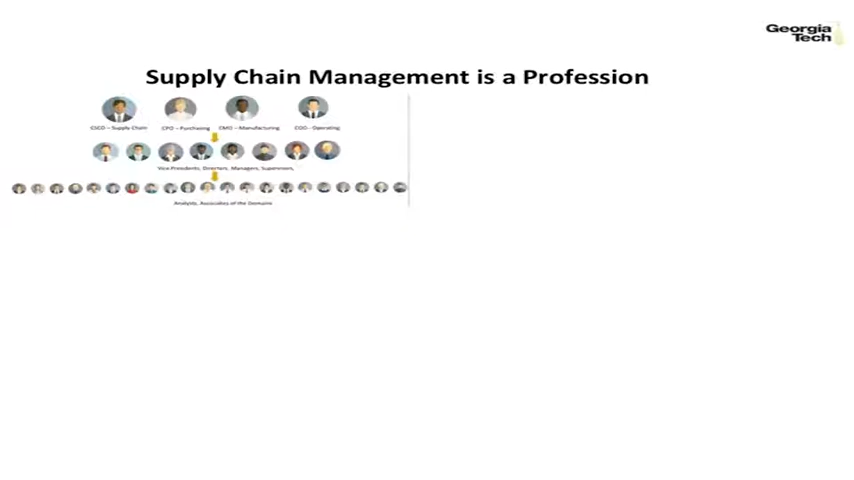 Georgia
Tech
Supply Chain Management is a Profession
CSCO – Supply Chain CPO – Purchasing CMO – Manufacturing COO - Operating
Vice Presidents, Directors, Managers, Supervisors,
Analysts, Associates of the Domains